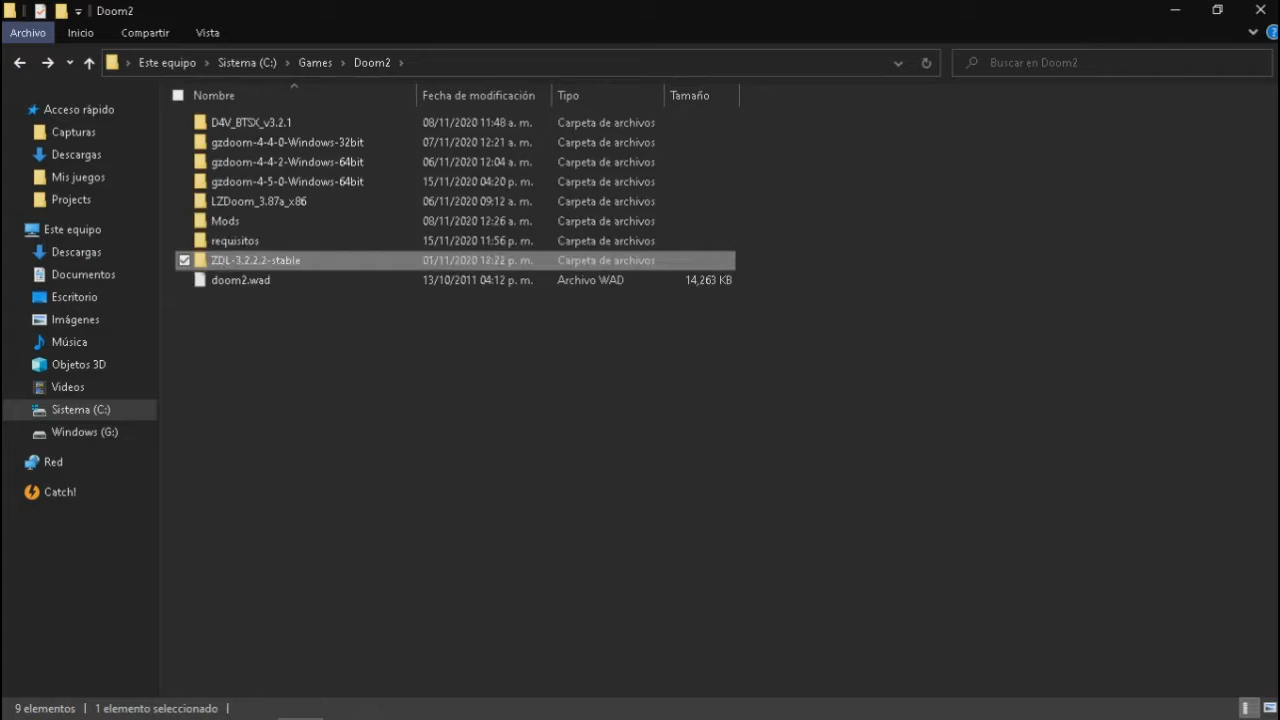 Doom2
Archivo Inicio Compartir Vista
Este equipo Sistema (C:) Games Doom2
Buscar en Doom2
Nombre Fecha de modificación Tipo Tamaño
D4V_BTSX_v3.2.1 08/11/2020 11:48 a. m. Carpeta de archivos
gzdoom-4-4-0-Windows-32bit 07/11/2020 12:21 a. m. Carpeta de archivos
gzdoom-4-4-2-Windows-64bit 06/11/2020 12:04 a. m. Carpeta de archivos
gzdoom-4-5-0-Windows-64bit 15/11/2020 04:20 p. m. Carpeta de archivos
LZDoom_3.87a_x86 06/11/2020 09:12 a. m. Carpeta de archivos
Mods 08/11/2020 12:26 a. m. Carpeta de archivos
requisitos 15/11/2020 11:56 p. m. Carpeta de archivos
ZDL-3.2.2.2-stable 01/11/2020 12:22 p. m. Carpeta de archivos
doom2.wad 13/10/2011 04:12 p. m. Archivo WAD 14,263 KB
Acceso rápido
Capturas
Descargas
Mis juegos
Projects
Este equipo
Descargas
Documentos
Escritorio
Imágenes
Música
Objetos 3D
Videos
Sistema (C:)
Windows (G:)
Red
Catch!
9 elementos 1 elemento seleccionado